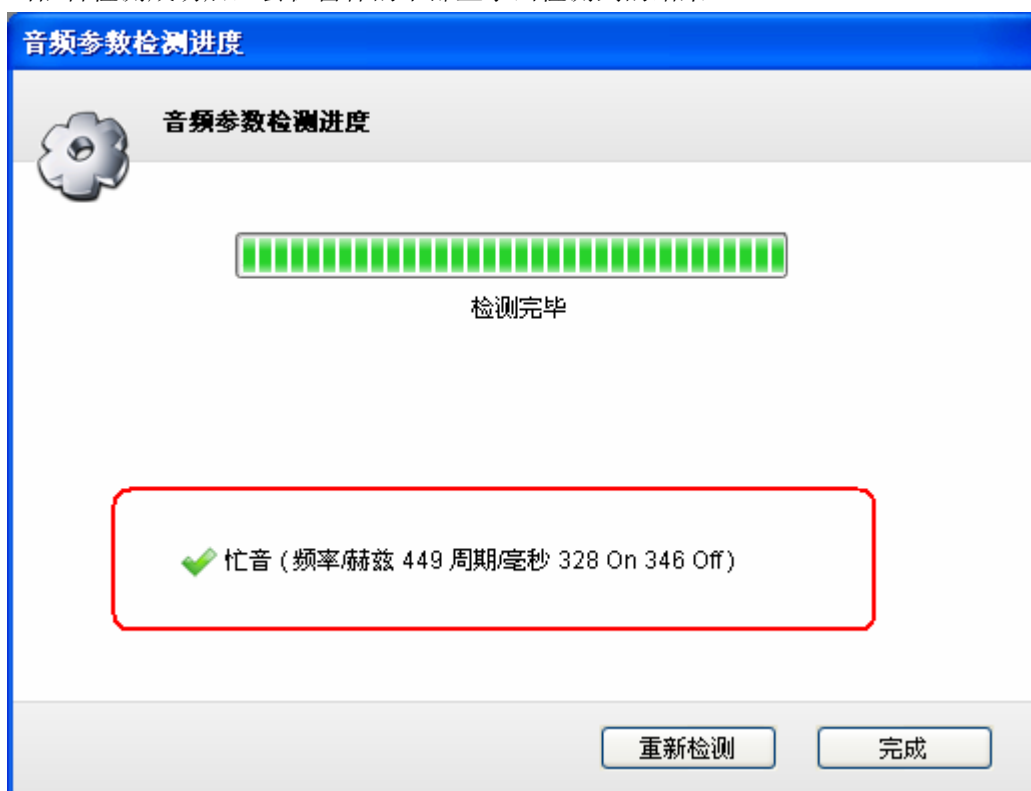 音频参数检测进度
音频参数检测进度
检测完毕
忙音 ( 频率/赫兹 449 周期/毫秒 328 On 346 Off )
重新检测
完成